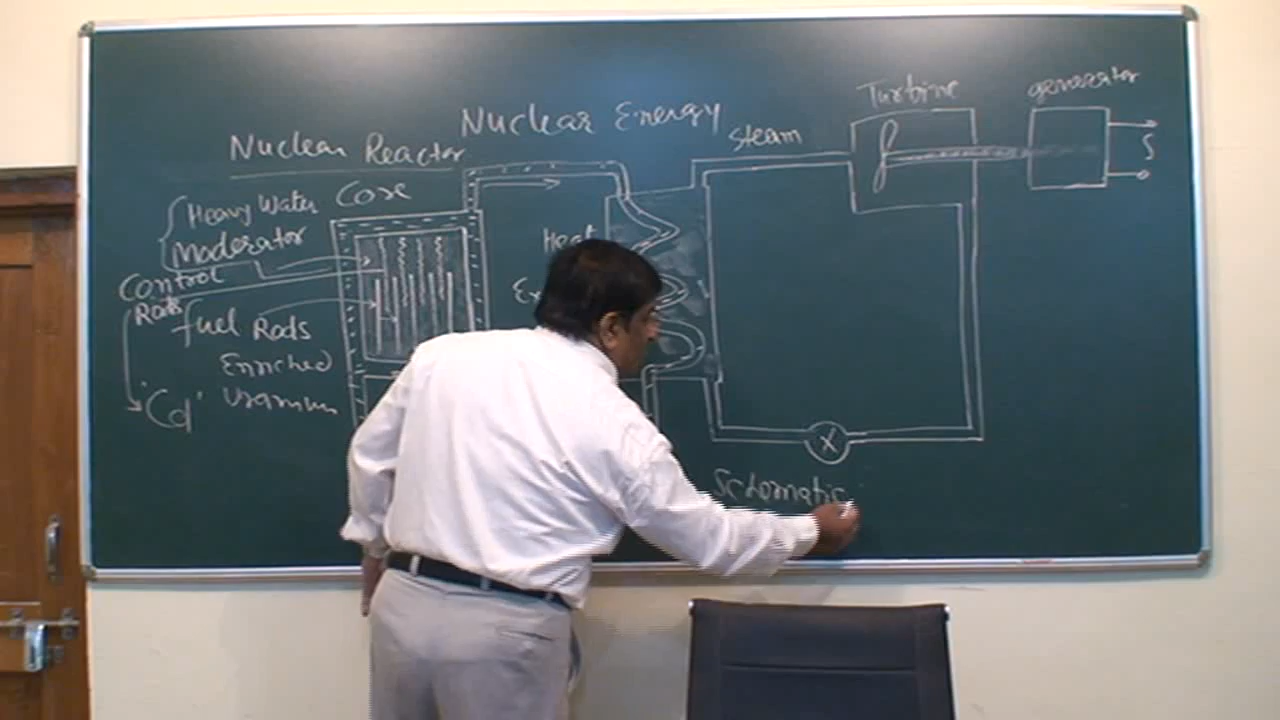 Nuclear Energy
Nuclear Reactor
Core
Heavy Water
Moderator
Control
Rods
Fuel Rods
Enriched
Uranium
'Cd'
Heat
Steam
Turbine
generator
X
Schematic